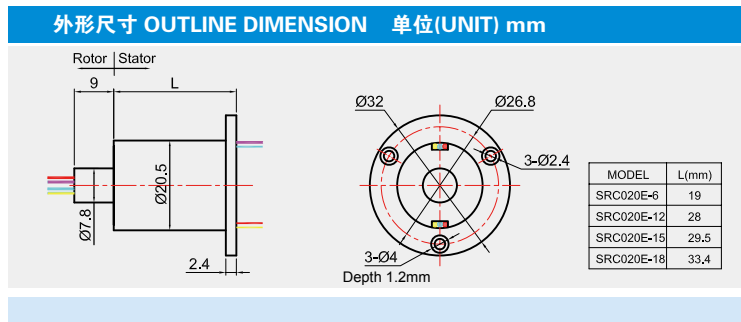 外形尺寸 OUTLINE DIMENSION 单位(UNIT) mm
Rotor | Stator
9
L
Ø20.5
Ø7.8
2.4
Ø32
Ø26.8
3-Ø2.4
3-Ø4
Depth 1.2mm
MODEL L(mm)
SRC020E-6 19
SRC020E-12 28
SRC020E-15 29.5
SRC020E-18 33.4